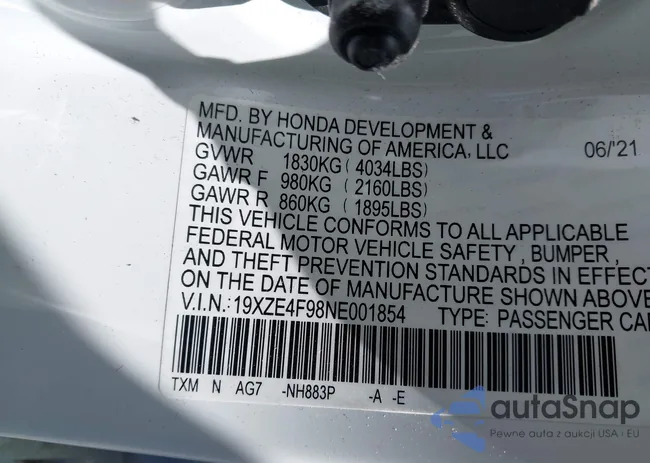 MFD. BY HONDA DEVELOPMENT &
MANUFACTURING OF AMERICA, LLC 06/'21
GVWR 1830KG ( 4034LBS)
GAWR F 980KG ( 2160LBS)
GAWR R 860KG ( 1895LBS)
THIS VEHICLE CONFORMS TO ALL APPLICABLE
FEDERAL MOTOR VEHICLE SAFETY , BUMPER ,
AND THEFT PREVENTION STANDARDS IN EFFECT
ON THE DATE OF MANUFACTURE SHOWN ABOVE
V.I.N.:19XZE4F98NE001854 TYPE: PASSENGER CA
TXM N AG7 -NH883P -A -E
autaSnap
Pewne auta z aukcji USA i EU